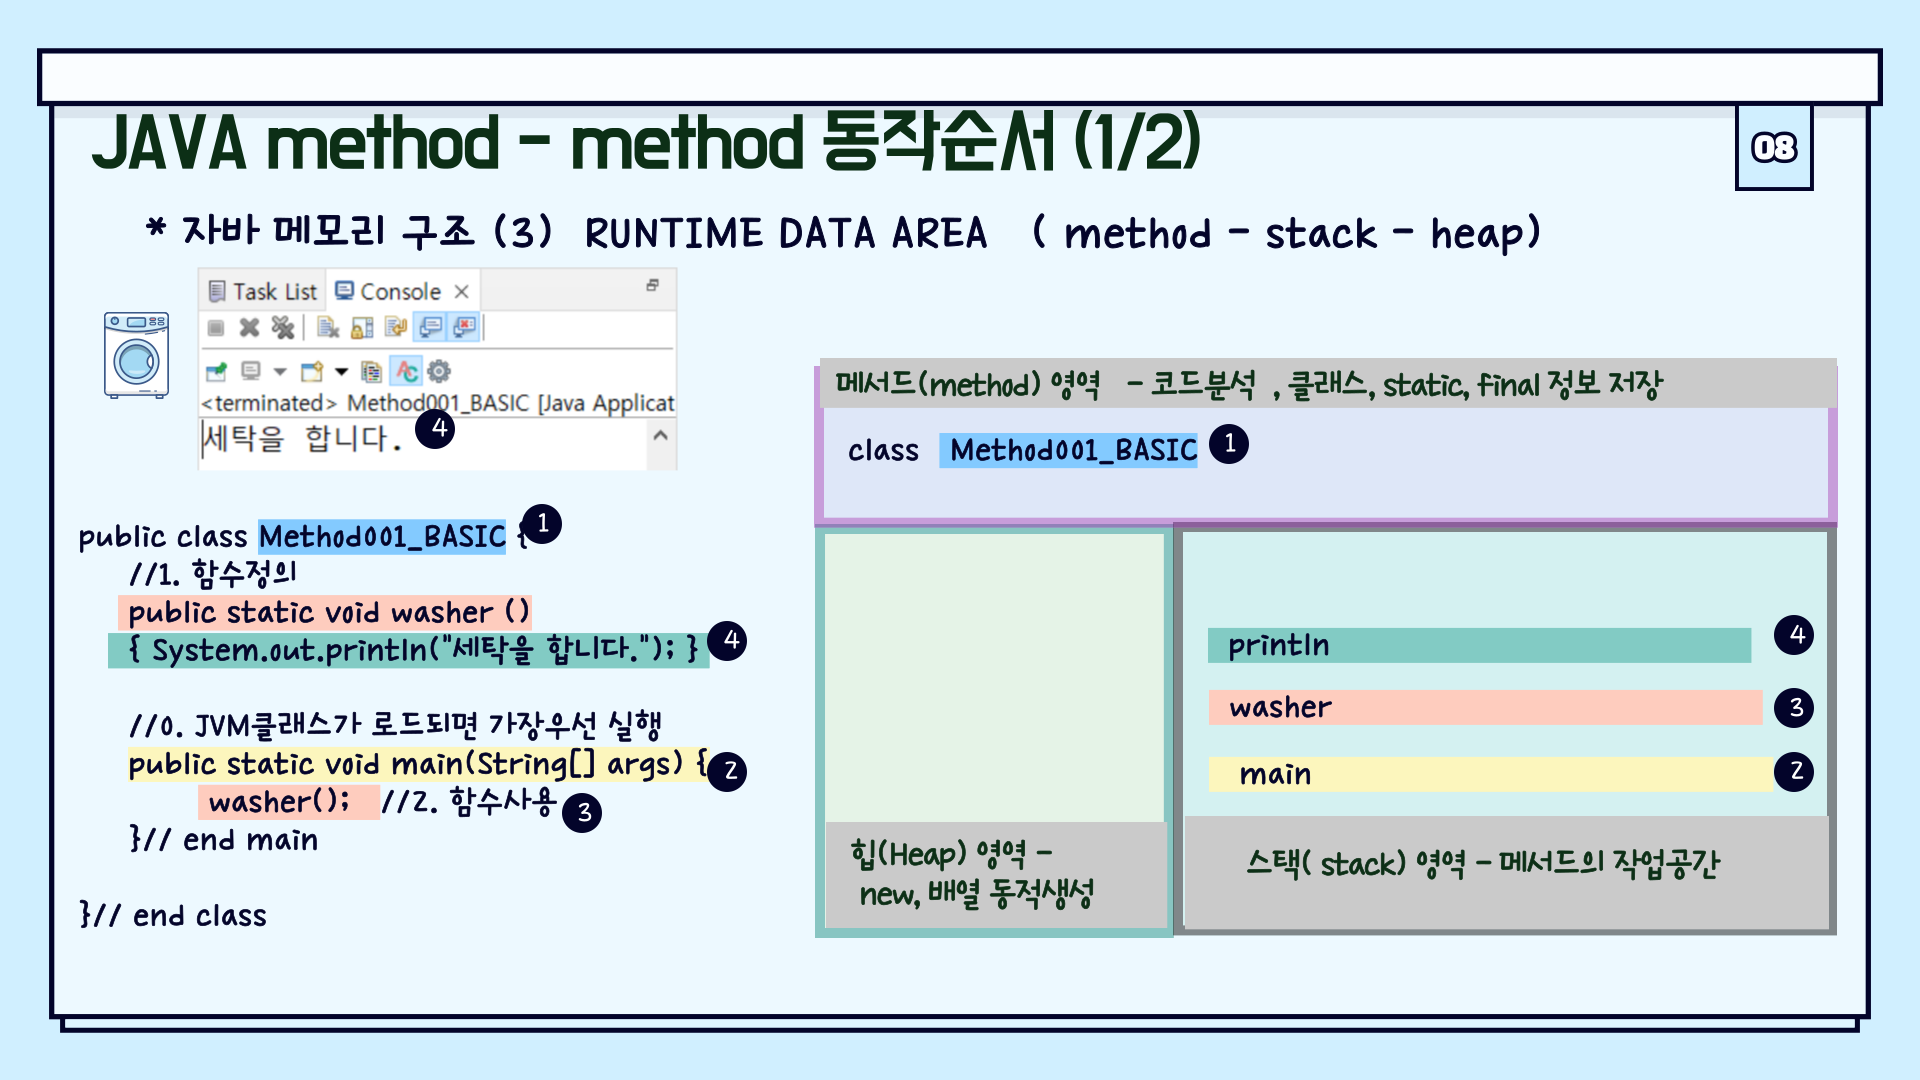 JAVA method - method 동작순서 (1/2)
08
* 자바 메모리 구조 (3) RUNTIME DATA AREA ( method - stack - heap)
Task List Console
<terminated> Method001_BASIC [Java Applicat
세탁을 합니다. 4
public class Method001_BASIC { 1
//1. 함수정의
public static void washer ()
{ System.out.println("세탁을 합니다."); } 4
//0. JVM클래스가 로드되면 가장우선 실행
public static void main(String[] args) { 2
washer(); //2. 함수사용 3
}// end main
}// end class
메서드(method) 영역 - 코드분석 , 클래스, static, final 정보 저장
class Method001_BASIC 1
println 4
washer 3
main 2
힙(Heap) 영역 -
new, 배열 동적생성
스택( stack) 영역 - 메서드의 작업공간